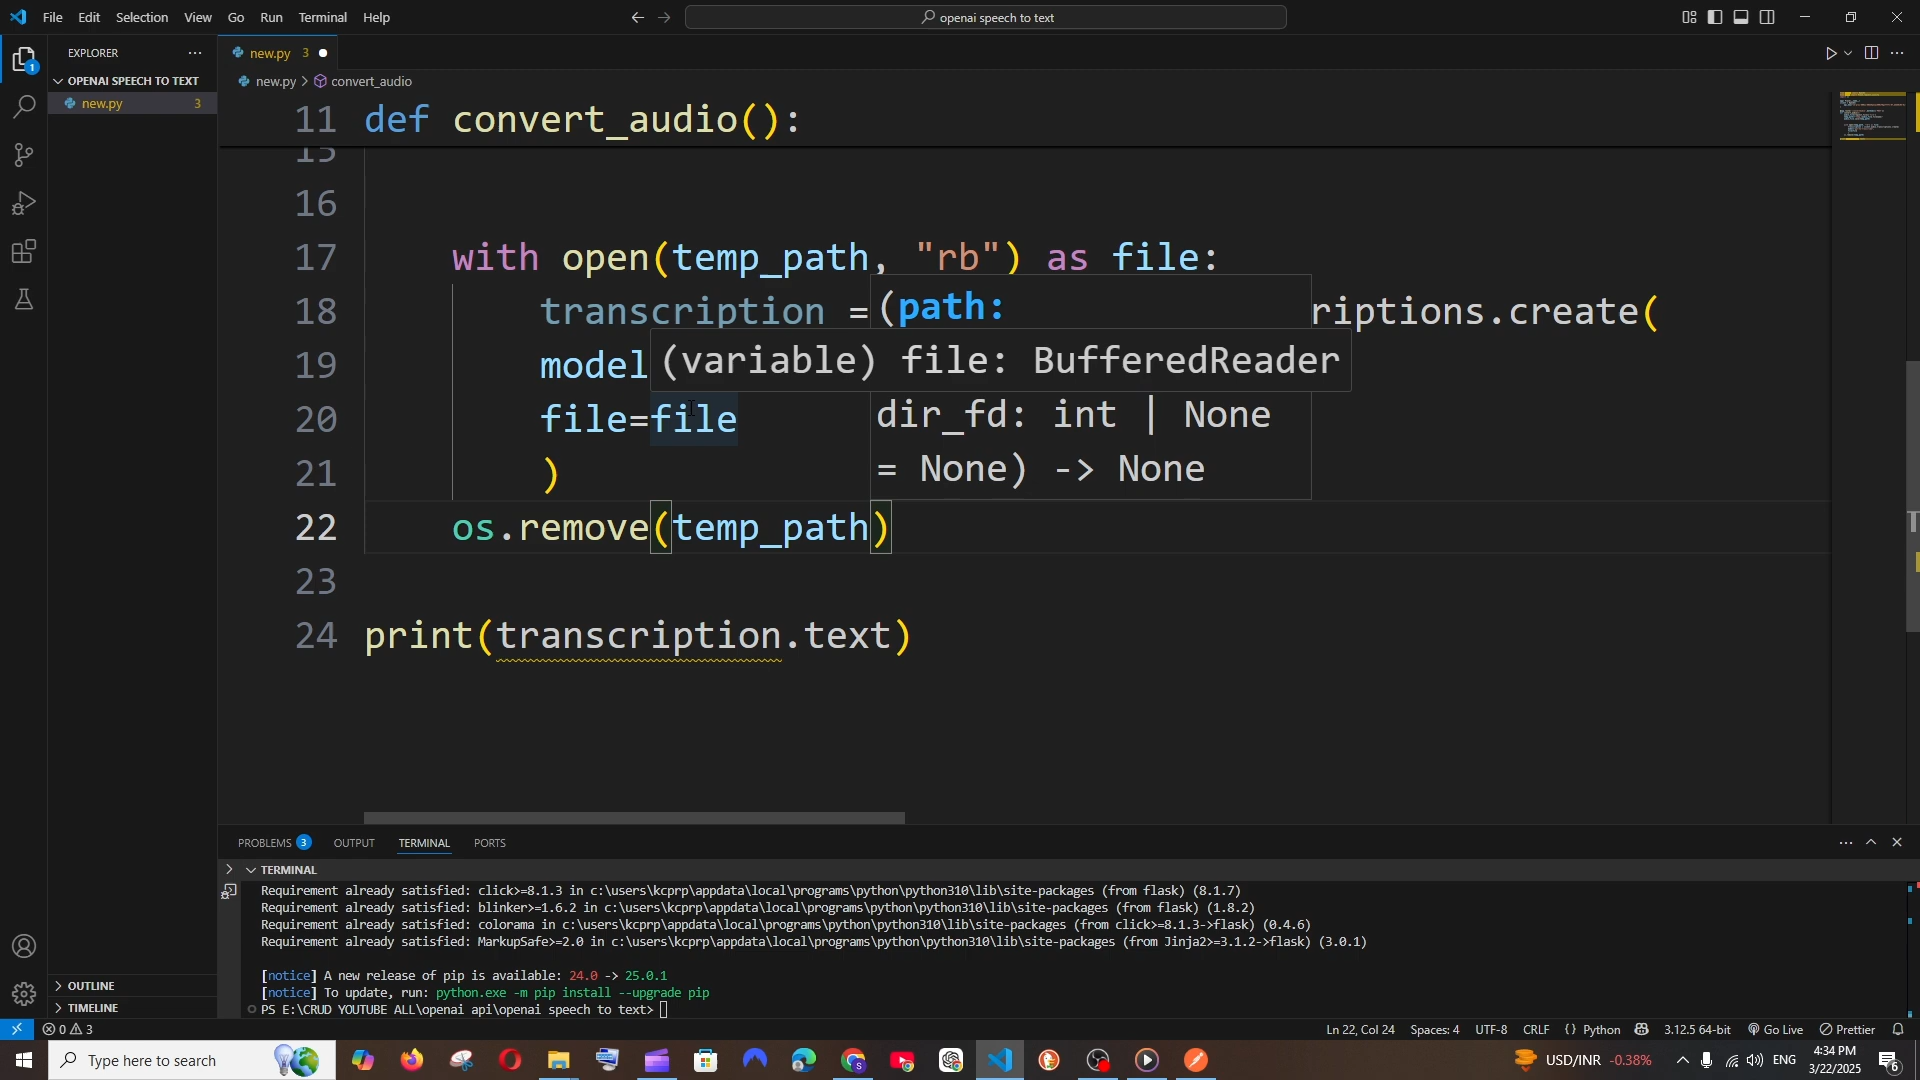 File Edit Selection View Go Run Terminal Help
openai speech to text
EXPLORER
OPENAI SPEECH TO TEXT
new.py 3
new.py 3
new.py > convert_audio
11 def convert_audio():
15
16
17 with open(temp_path, "rb") as file:
18 transcription = riptions.create(
(path:
19 model
(variable) file: BufferedReader
20 file=file
dir_fd: int | None
21 )
= None) -> None
22 os.remove(temp_path)
23
24 print(transcription.text)
PROBLEMS 3 OUTPUT TERMINAL PORTS
TERMINAL
Requirement already satisfied: click>=8.1.3 in c:\users\kcprp\appdata\local\programs\python\python310\lib\site-packages (from flask) (8.1.7)
Requirement already satisfied: blinker>=1.6.2 in c:\users\kcprp\appdata\local\programs\python\python310\lib\site-packages (from flask) (1.8.2)
Requirement already satisfied: colorama in c:\users\kcprp\appdata\local\programs\python\python310\lib\site-packages (from click>=8.1.3->flask) (0.4.6)
Requirement already satisfied: MarkupSafe>=2.0 in c:\users\kcprp\appdata\local\programs\python\python310\lib\site-packages (from Jinja2>=3.1.2->flask) (3.0.1)
[notice] A new release of pip is available: 24.0 -> 25.0.1
[notice] To update, run: python.exe -m pip install --upgrade pip
PS E:\CRUD YOUTUBE ALL\openai api\openai speech to text>
OUTLINE
TIMELINE
0 3
Ln 22, Col 24 Spaces: 4 UTF-8 CRLF {} Python 3.12.5 64-bit Go Live Prettier
Type here to search
USD/INR -0.38%
ENG
4:34 PM
3/22/2025
6